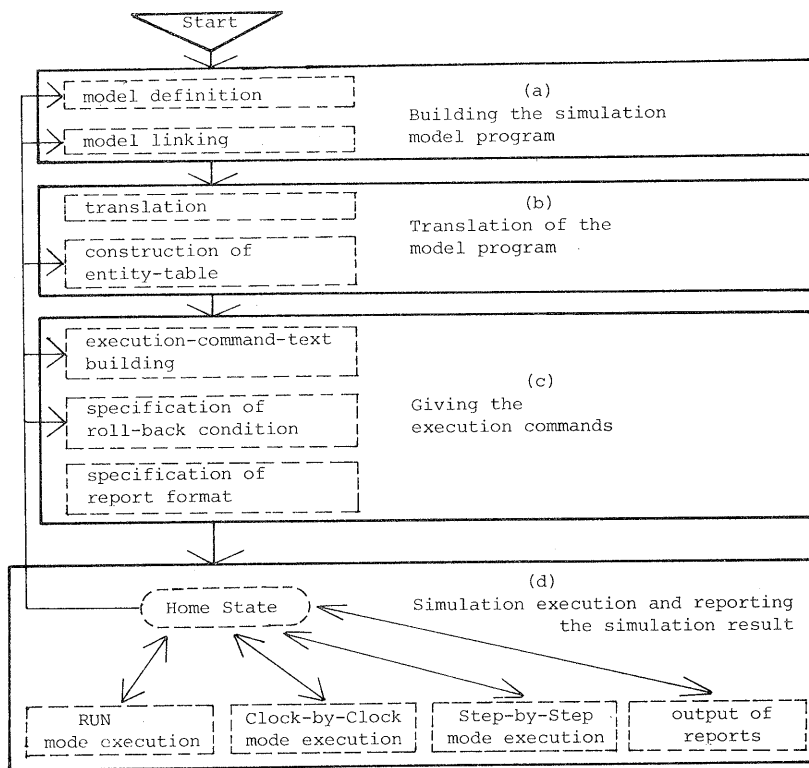 Start
model definition
model linking
(a)
Building the simulation
model program
translation
construction of
entity-table
(b)
Translation of the
model program
execution-command-text
building
specification of
roll-back condition
specification of
report format
(c)
Giving the
execution commands
(d)
Simulation execution and reporting
the simulation result
Home State
RUN
mode execution
Clock-by-Clock
mode execution
Step-by-Step
mode execution
output of
reports